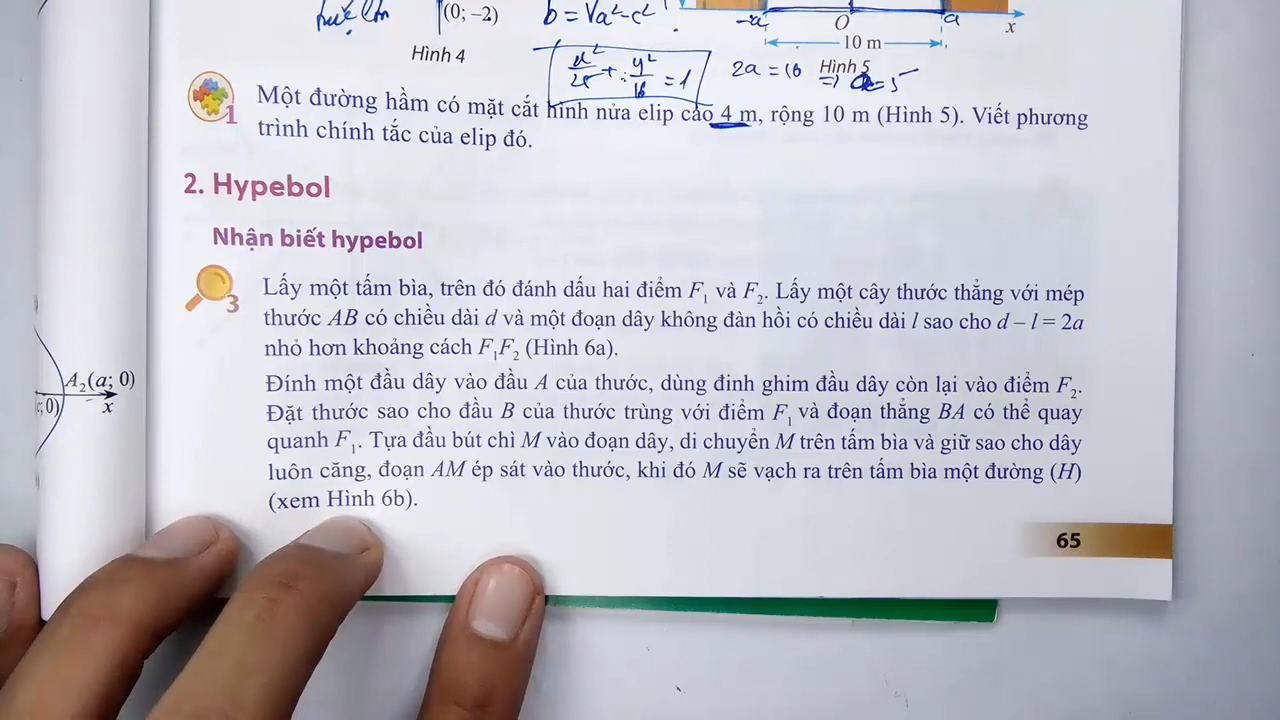 (0; −2)
b = √a²−c²
−a
O
a
x
10 m
Hình 4
x²/25 + y²/16 = 1
2a = 10
Hình 5
⇒ a = 5
1
Một đường hầm có mặt cắt hình nửa elip cao 4 m, rộng 10 m (Hình 5). Viết phương
trình chính tắc của elip đó.
2. Hypebol
Nhận biết hypebol
3
Lấy một tấm bìa, trên đó đánh dấu hai điểm F₁ và F₂. Lấy một cây thước thẳng với mép
thước AB có chiều dài d và một đoạn dây không đàn hồi có chiều dài l sao cho d – l = 2a
nhỏ hơn khoảng cách F₁F₂ (Hình 6a).
Đính một đầu dây vào đầu A của thước, dùng đinh ghim đầu dây còn lại vào điểm F₂.
Đặt thước sao cho đầu B của thước trùng với điểm F₁ và đoạn thẳng BA có thể quay
quanh F₁. Tựa đầu bút chì M vào đoạn dây, di chuyển M trên tấm bìa và giữ sao cho dây
luôn căng, đoạn AM ép sát vào thước, khi đó M sẽ vạch ra trên tấm bìa một đường (H)
(xem Hình 6b).
A₂(a; 0)
;0)
x
65